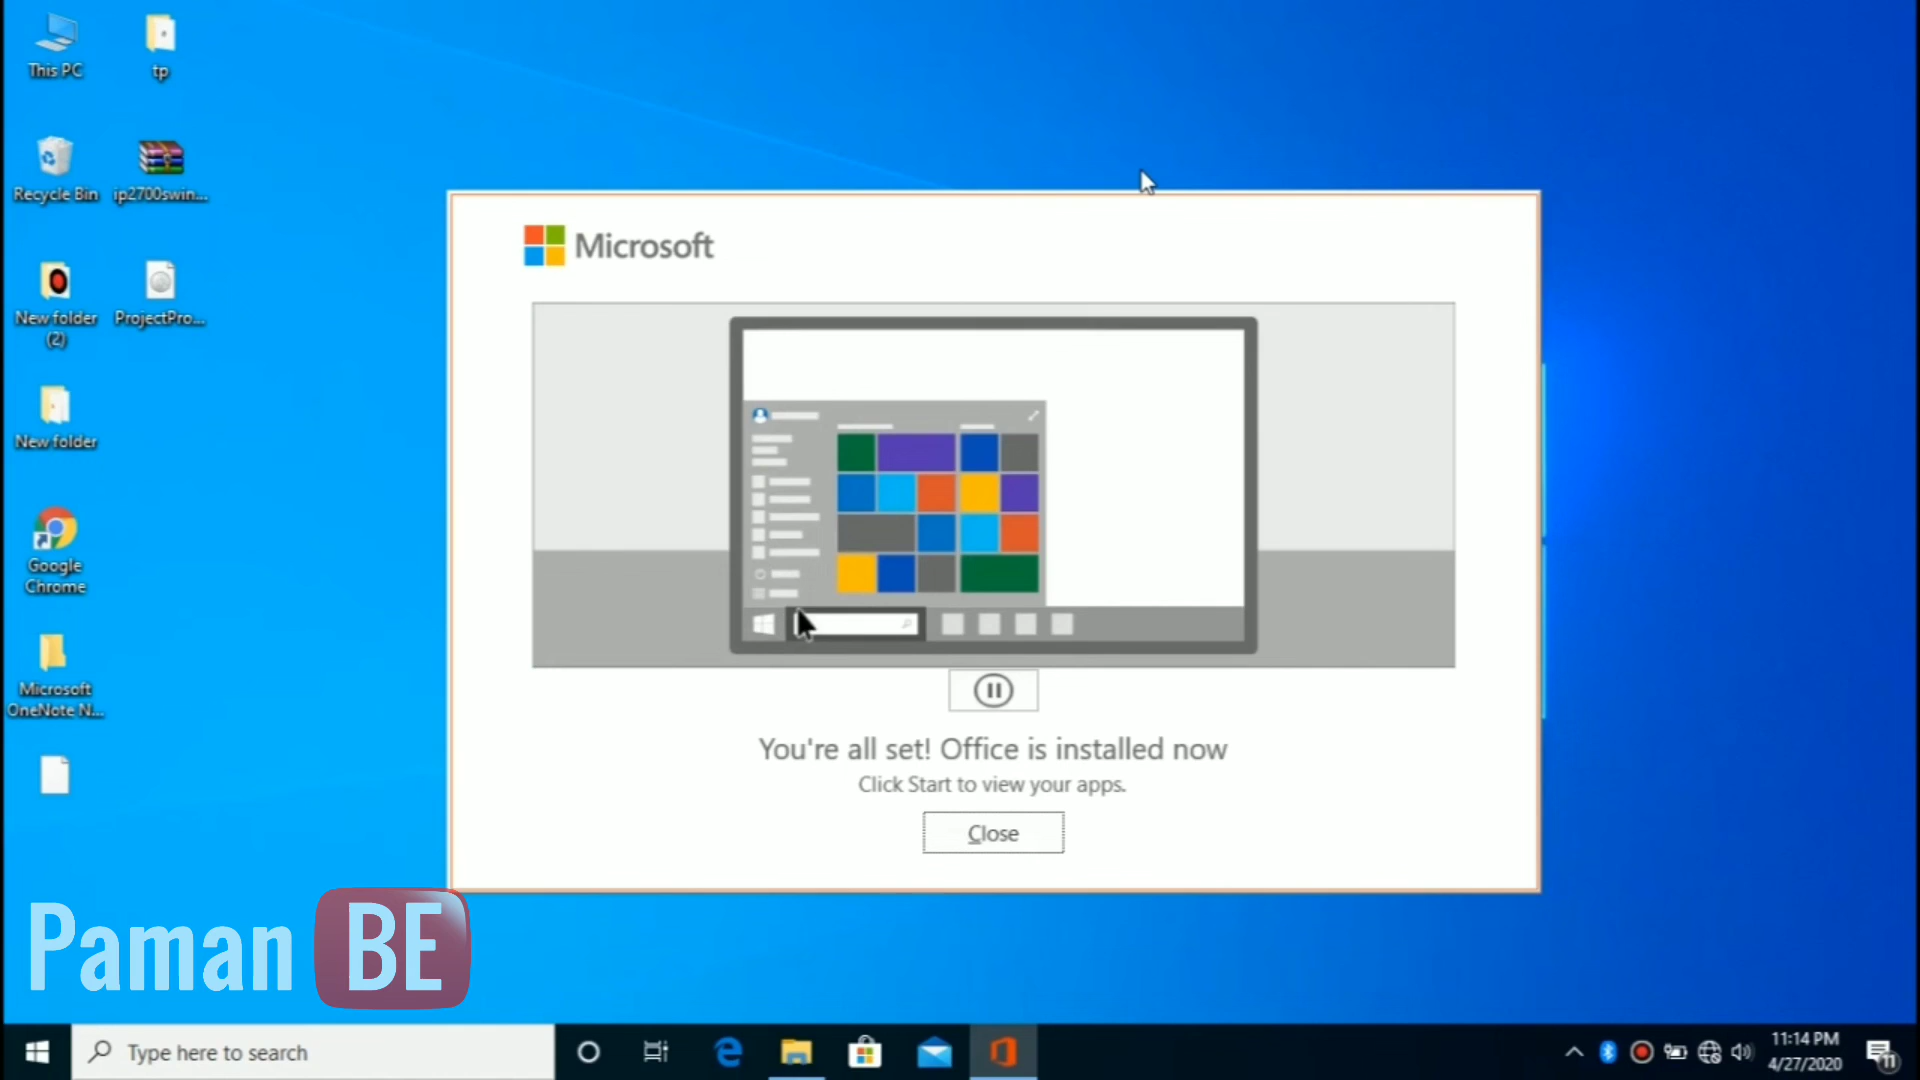 This PC
tp
Recycle Bin
ip2700swin...
New folder
(2)
ProjectPro...
New folder
Google
Chrome
Microsoft
OneNote N...
Microsoft
You're all set! Office is installed now
Click Start to view your apps.
Close
Paman BE
Type here to search
11:14 PM
4/27/2020
11